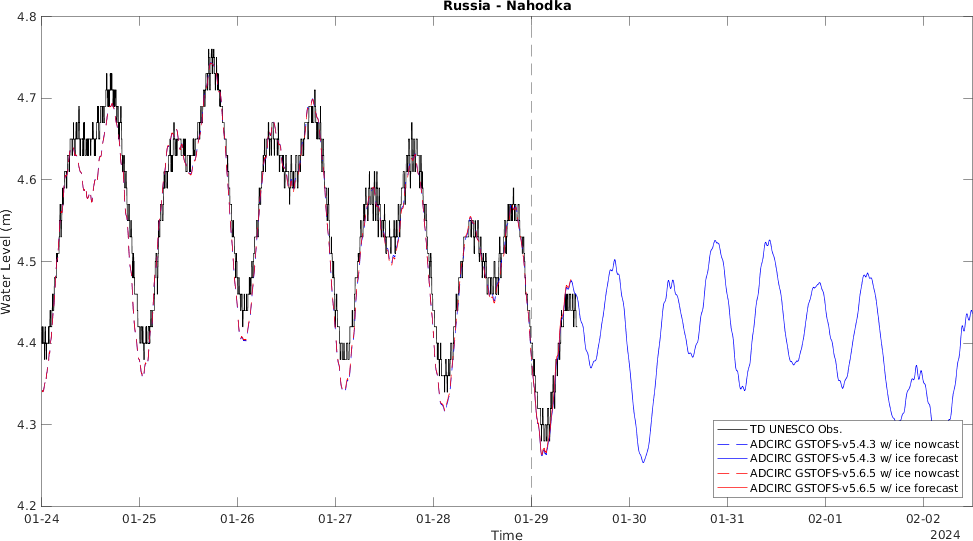 Russia - Nahodka
4.8
4.7
4.6
4.5
4.4
4.3
4.2
Water Level (m)
TD UNESCO Obs.
ADCIRC GSTOFS-v5.4.3 w/ ice nowcast
ADCIRC GSTOFS-v5.4.3 w/ ice forecast
ADCIRC GSTOFS-v5.6.5 w/ ice nowcast
ADCIRC GSTOFS-v5.6.5 w/ ice forecast
01-24 01-25 01-26 01-27 01-28 01-29 01-30 01-31 02-01 02-02
Time
2024